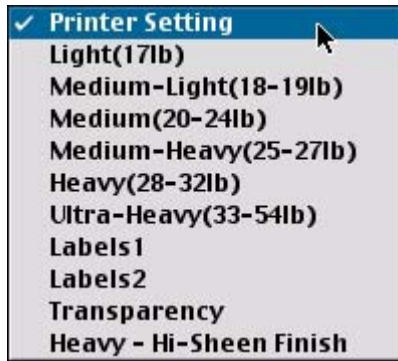 Printer Setting
Light(17lb)
Medium-Light(18-19lb)
Medium(20-24lb)
Medium-Heavy(25-27lb)
Heavy(28-32lb)
Ultra-Heavy(33-54lb)
Labels1
Labels2
Transparency
Heavy - Hi-Sheen Finish